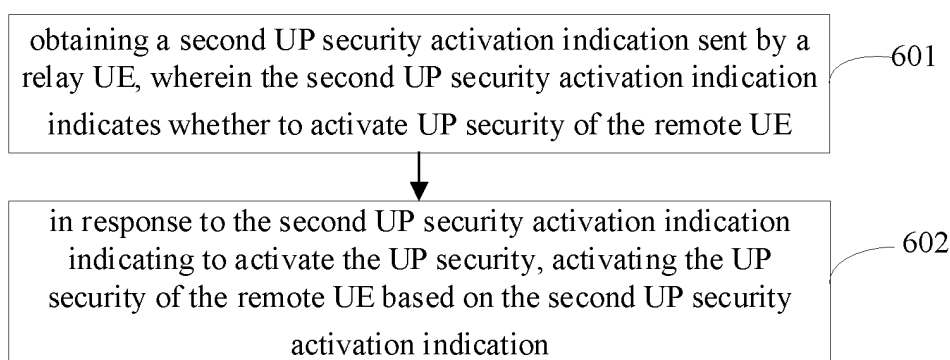 obtaining a second UP security activation indication sent by a
relay UE, wherein the second UP security activation indication
indicates whether to activate UP security of the remote UE
601
in response to the second UP security activation indication
indicating to activate the UP security, activating the UP
security of the remote UE based on the second UP security
activation indication
602